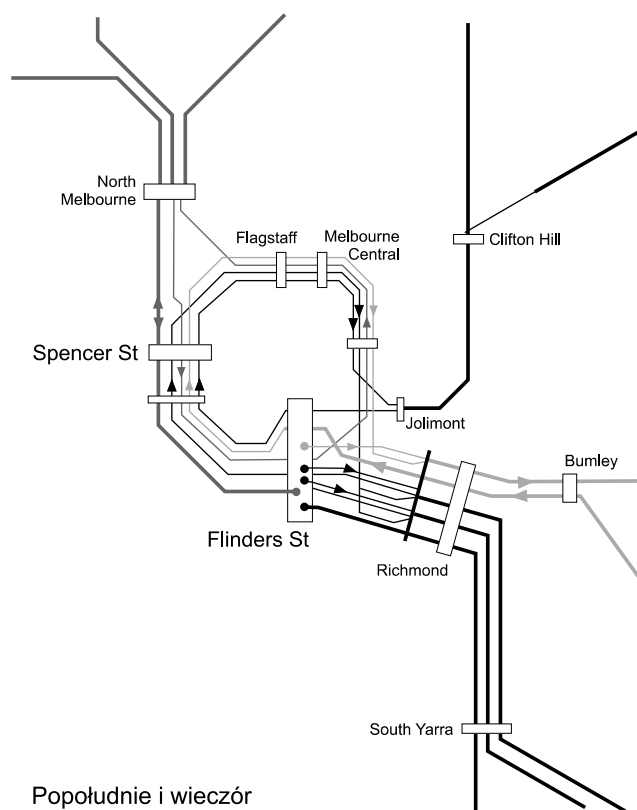 North
Melbourne
Flagstaff
Melbourne
Central
Clifton Hill
Spencer St
Jolimont
Bumley
Flinders St
Richmond
South Yarra
Popołudnie i wieczór